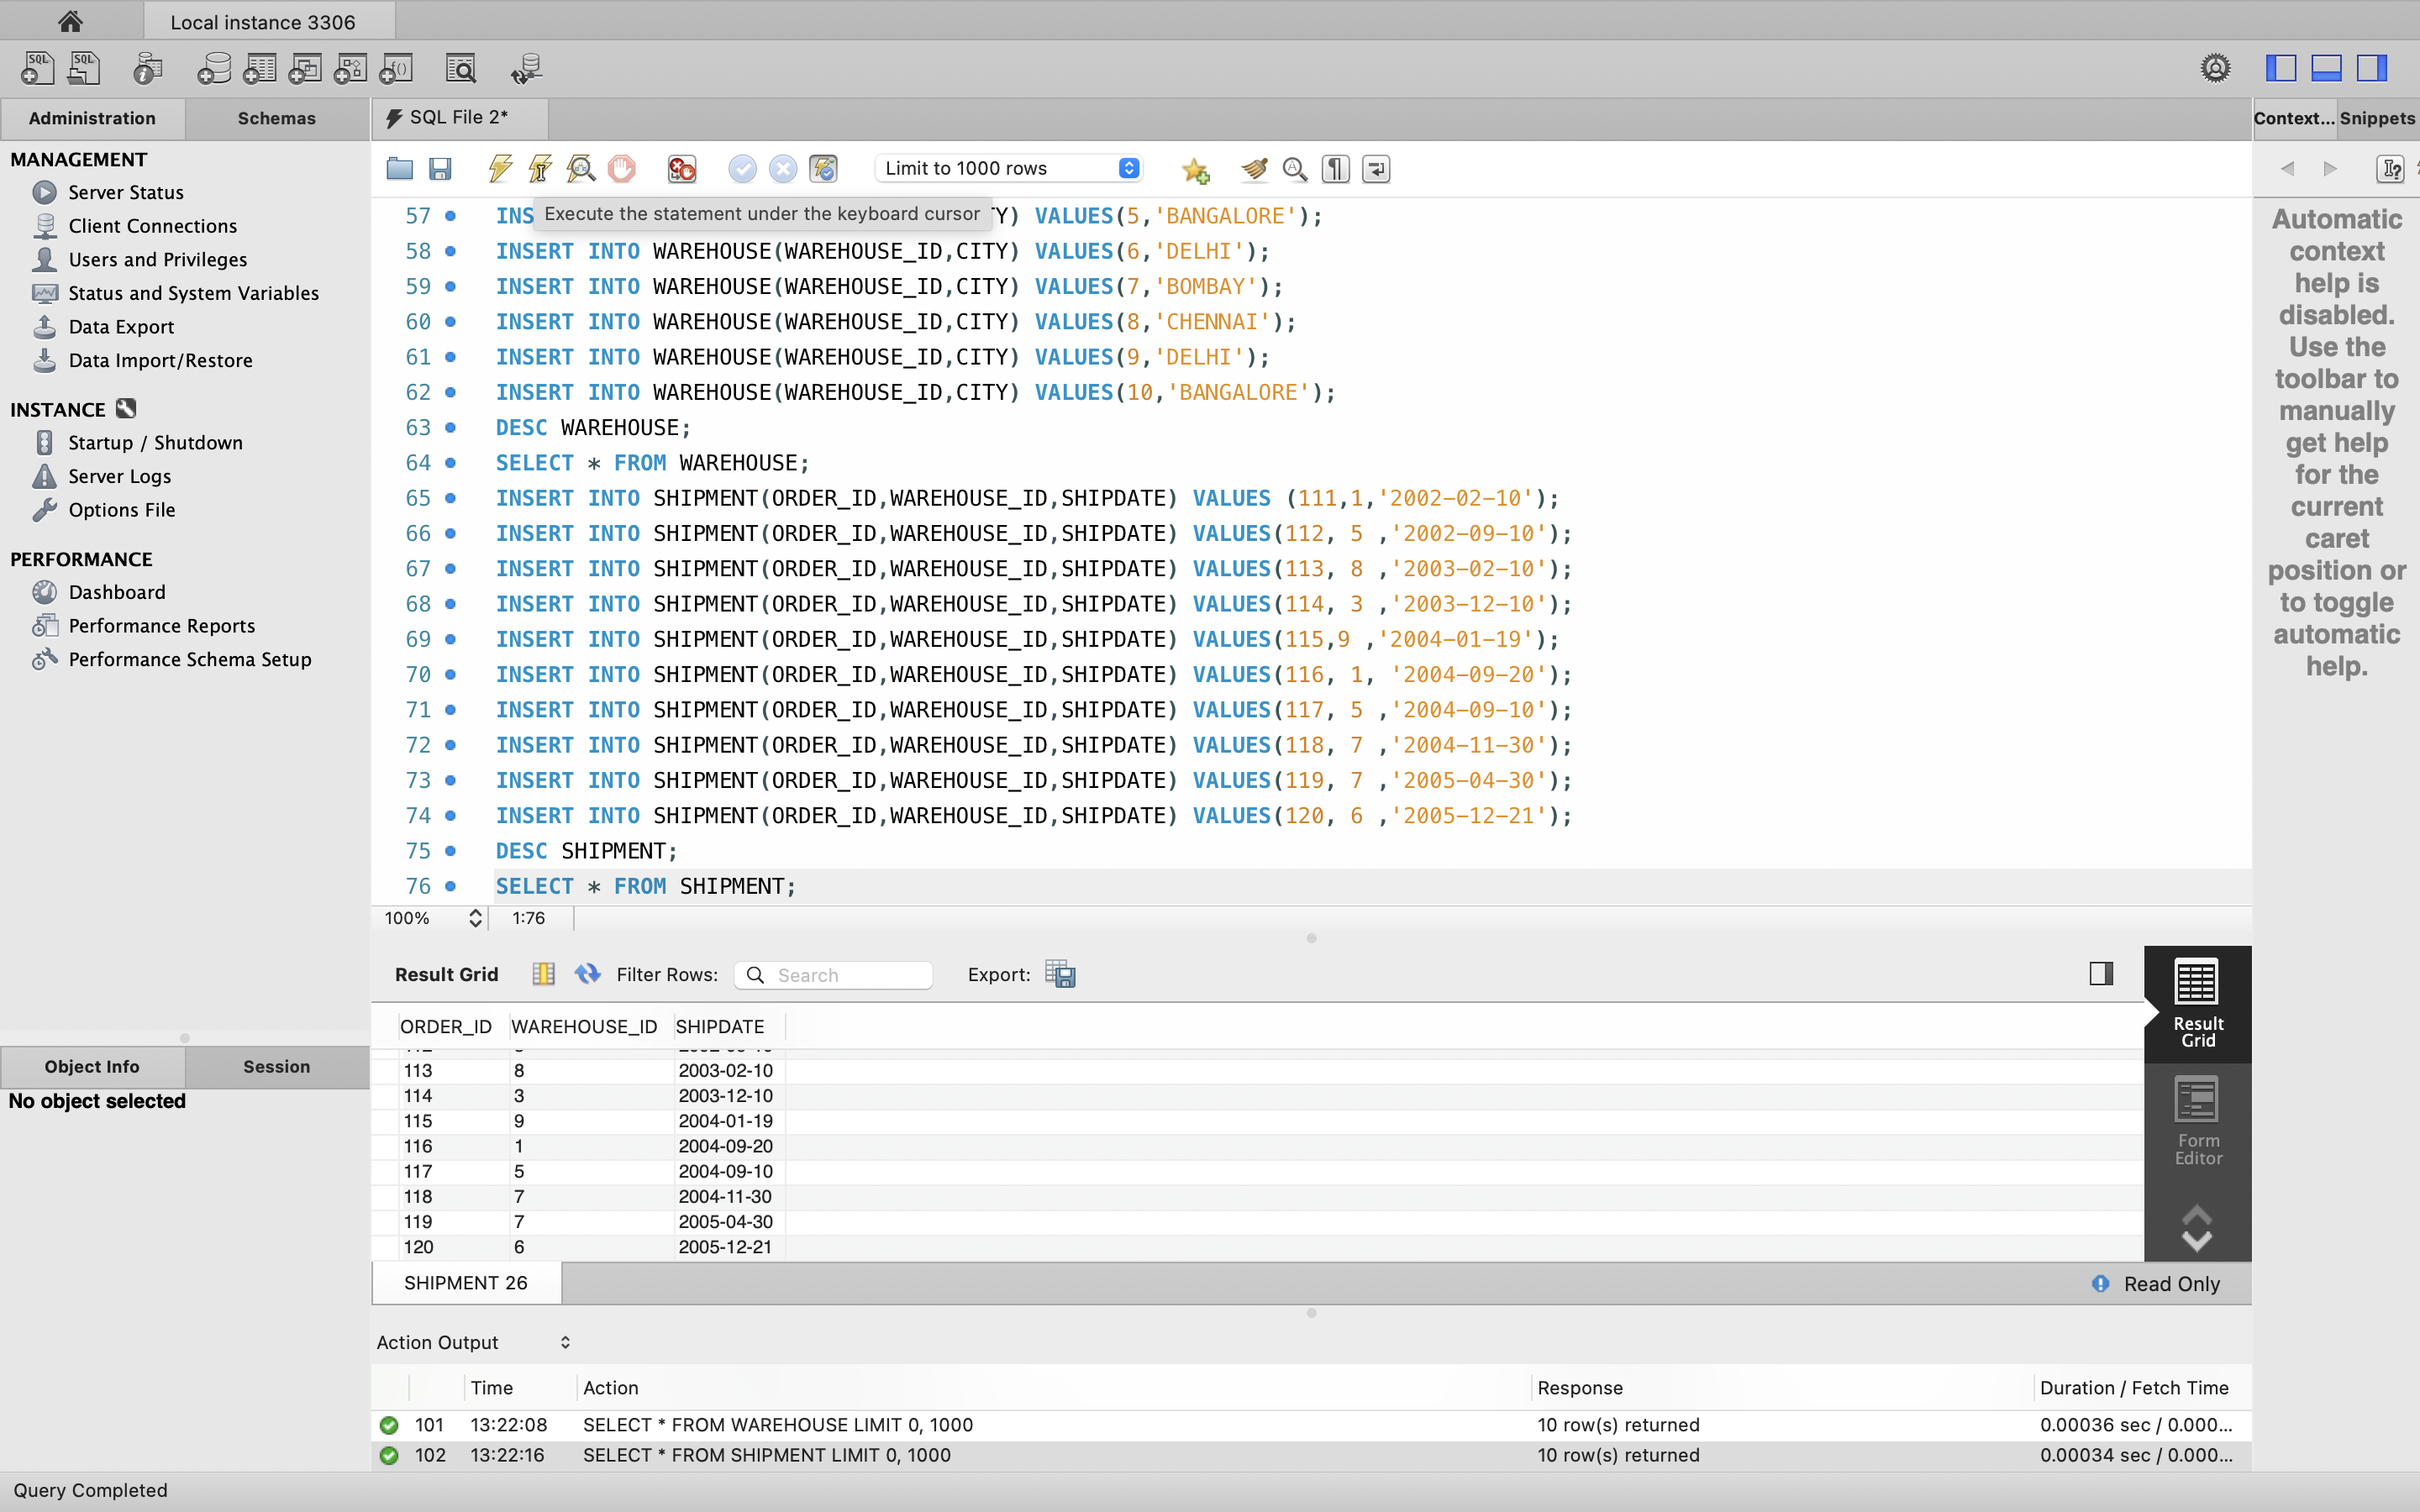 Local instance 3306
SQL SQL
Administration Schemas
SQL File 2*
Context... Snippets
MANAGEMENT
Server Status
Client Connections
Users and Privileges
Status and System Variables
Data Export
Data Import/Restore
INSTANCE
Startup / Shutdown
Server Logs
Options File
PERFORMANCE
Dashboard
Performance Reports
Performance Schema Setup
Object Info Session
No object selected
Limit to 1000 rows
Execute the statement under the keyboard cursor
57 INS Y) VALUES(5,'BANGALORE');
58 INSERT INTO WAREHOUSE(WAREHOUSE_ID,CITY) VALUES(6,'DELHI');
59 INSERT INTO WAREHOUSE(WAREHOUSE_ID,CITY) VALUES(7,'BOMBAY');
60 INSERT INTO WAREHOUSE(WAREHOUSE_ID,CITY) VALUES(8,'CHENNAI');
61 INSERT INTO WAREHOUSE(WAREHOUSE_ID,CITY) VALUES(9,'DELHI');
62 INSERT INTO WAREHOUSE(WAREHOUSE_ID,CITY) VALUES(10,'BANGALORE');
63 DESC WAREHOUSE;
64 SELECT * FROM WAREHOUSE;
65 INSERT INTO SHIPMENT(ORDER_ID,WAREHOUSE_ID,SHIPDATE) VALUES (111,1,'2002-02-10');
66 INSERT INTO SHIPMENT(ORDER_ID,WAREHOUSE_ID,SHIPDATE) VALUES(112, 5 ,'2002-09-10');
67 INSERT INTO SHIPMENT(ORDER_ID,WAREHOUSE_ID,SHIPDATE) VALUES(113, 8 ,'2003-02-10');
68 INSERT INTO SHIPMENT(ORDER_ID,WAREHOUSE_ID,SHIPDATE) VALUES(114, 3 ,'2003-12-10');
69 INSERT INTO SHIPMENT(ORDER_ID,WAREHOUSE_ID,SHIPDATE) VALUES(115,9 ,'2004-01-19');
70 INSERT INTO SHIPMENT(ORDER_ID,WAREHOUSE_ID,SHIPDATE) VALUES(116, 1, '2004-09-20');
71 INSERT INTO SHIPMENT(ORDER_ID,WAREHOUSE_ID,SHIPDATE) VALUES(117, 5 ,'2004-09-10');
72 INSERT INTO SHIPMENT(ORDER_ID,WAREHOUSE_ID,SHIPDATE) VALUES(118, 7 ,'2004-11-30');
73 INSERT INTO SHIPMENT(ORDER_ID,WAREHOUSE_ID,SHIPDATE) VALUES(119, 7 ,'2005-04-30');
74 INSERT INTO SHIPMENT(ORDER_ID,WAREHOUSE_ID,SHIPDATE) VALUES(120, 6 ,'2005-12-21');
75 DESC SHIPMENT;
76 SELECT * FROM SHIPMENT;
100% 1:76
Automatic
context
help is
disabled.
Use the
toolbar to
manually
get help
for the
current
caret
position or
to toggle
automatic
help.
Result Grid Filter Rows: Search Export:
ORDER_ID WAREHOUSE_ID SHIPDATE
113 8 2003-02-10
114 3 2003-12-10
115 9 2004-01-19
116 1 2004-09-20
117 5 2004-09-10
118 7 2004-11-30
119 7 2005-04-30
120 6 2005-12-21
Result
Grid
Form
Editor
SHIPMENT 26 Read Only
Action Output
Time Action Response Duration / Fetch Time
101 13:22:08 SELECT * FROM WAREHOUSE LIMIT 0, 1000 10 row(s) returned 0.00036 sec / 0.000...
102 13:22:16 SELECT * FROM SHIPMENT LIMIT 0, 1000 10 row(s) returned 0.00034 sec / 0.000...
Query Completed